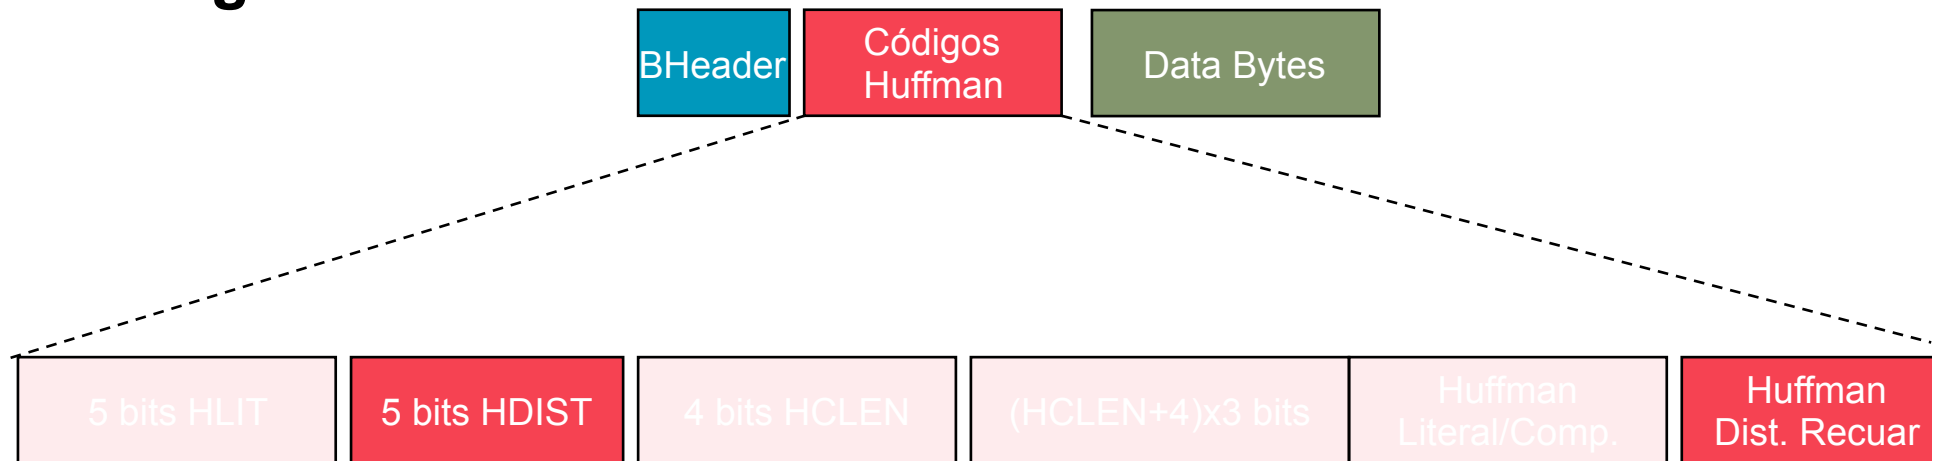 BHeader
Códigos
Huffman
Data Bytes
5 bits HLIT
5 bits HDIST
4 bits HCLEN
(HCLEN+4)x3 bits
Huffman
Literal/Comp.
Huffman
Dist. Recuar